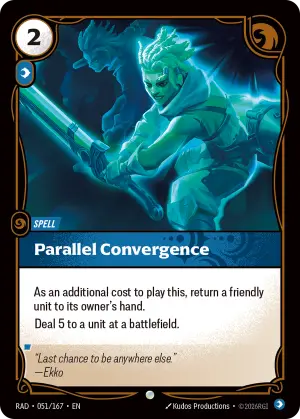 2
SPELL
Parallel Convergence
As an additional cost to play this, return a friendly
unit to its owner's hand.
Deal 5 to a unit at a battlefield.
"Last chance to be anywhere else."
—Ekko
RAD • 051/167 • EN
Kudos Productions • ©2026RGI